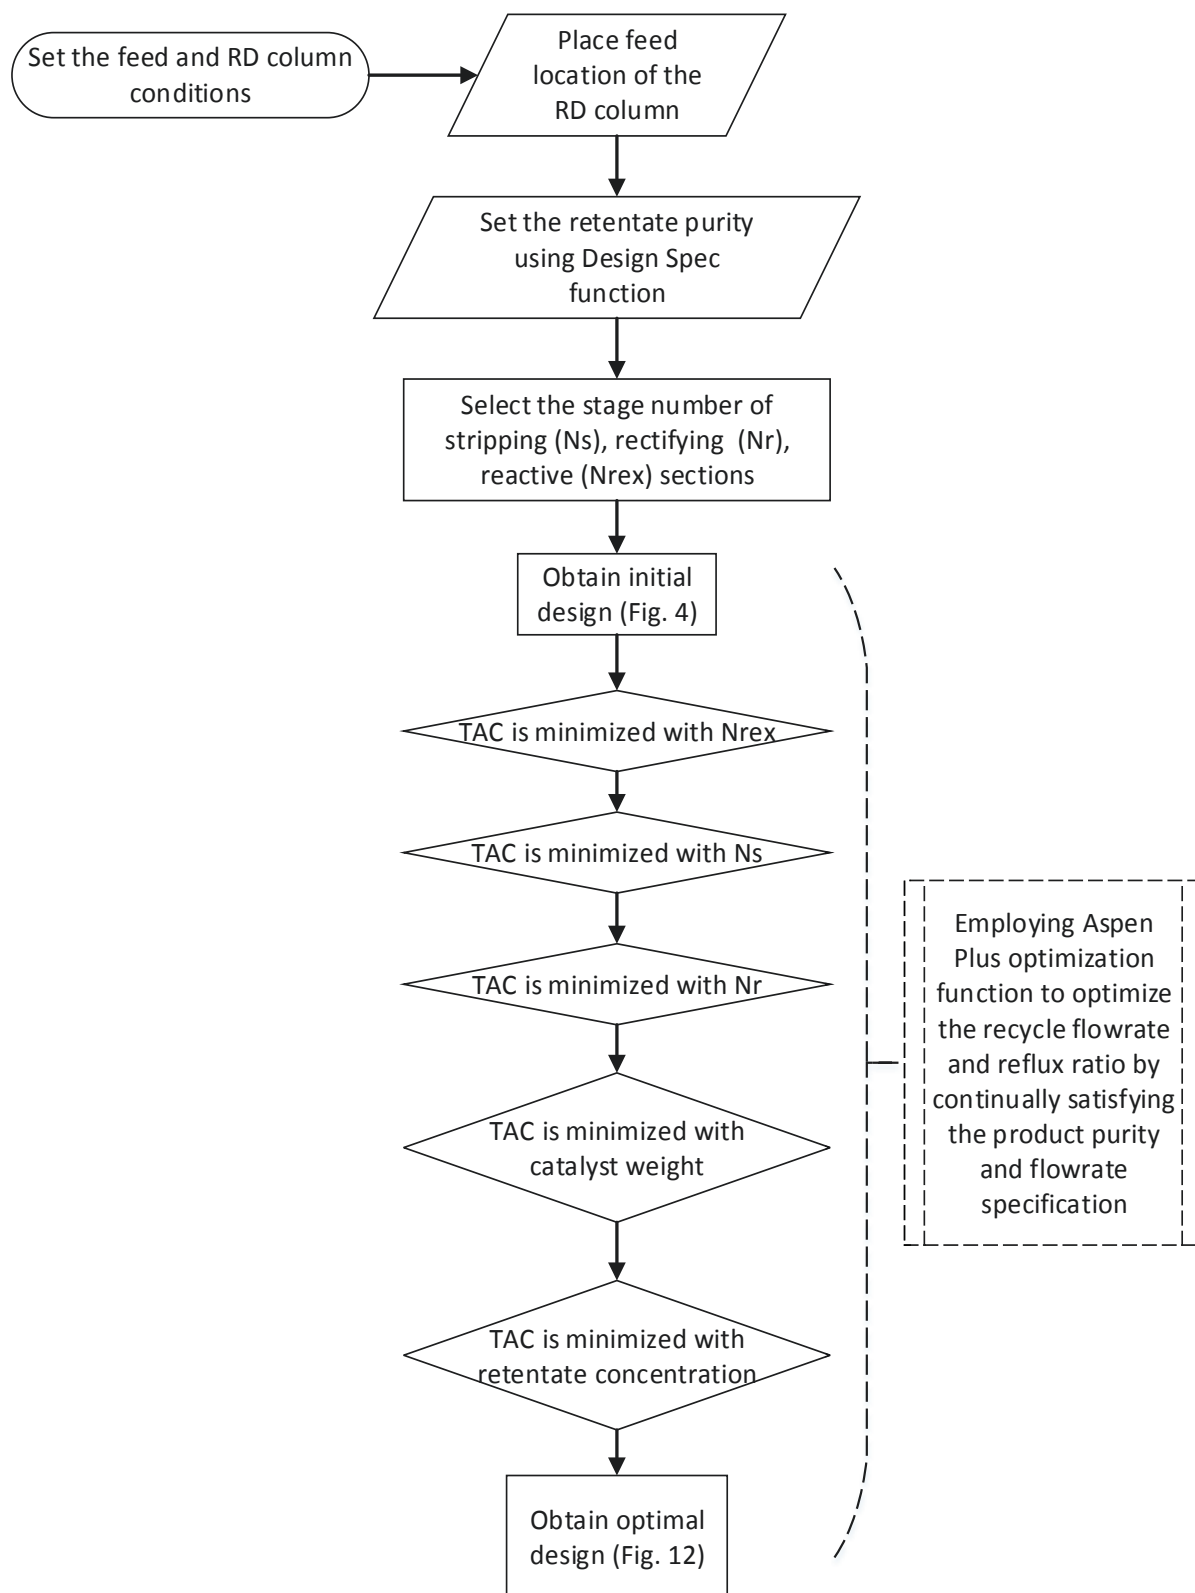 Set the feed and RD column
conditions
Place feed
location of the
RD column
Set the retentate purity
using Design Spec
function
Select the stage number of
stripping (Ns), rectifying (Nr),
reactive (Nrex) sections
Obtain initial
design (Fig. 4)
TAC is minimized with Nrex
TAC is minimized with Ns
TAC is minimized with Nr
TAC is minimized with
catalyst weight
TAC is minimized with
retentate concentration
Obtain optimal
design (Fig. 12)
Employing Aspen
Plus optimization
function to optimize
the recycle flowrate
and reflux ratio by
continually satisfying
the product purity
and flowrate
specification